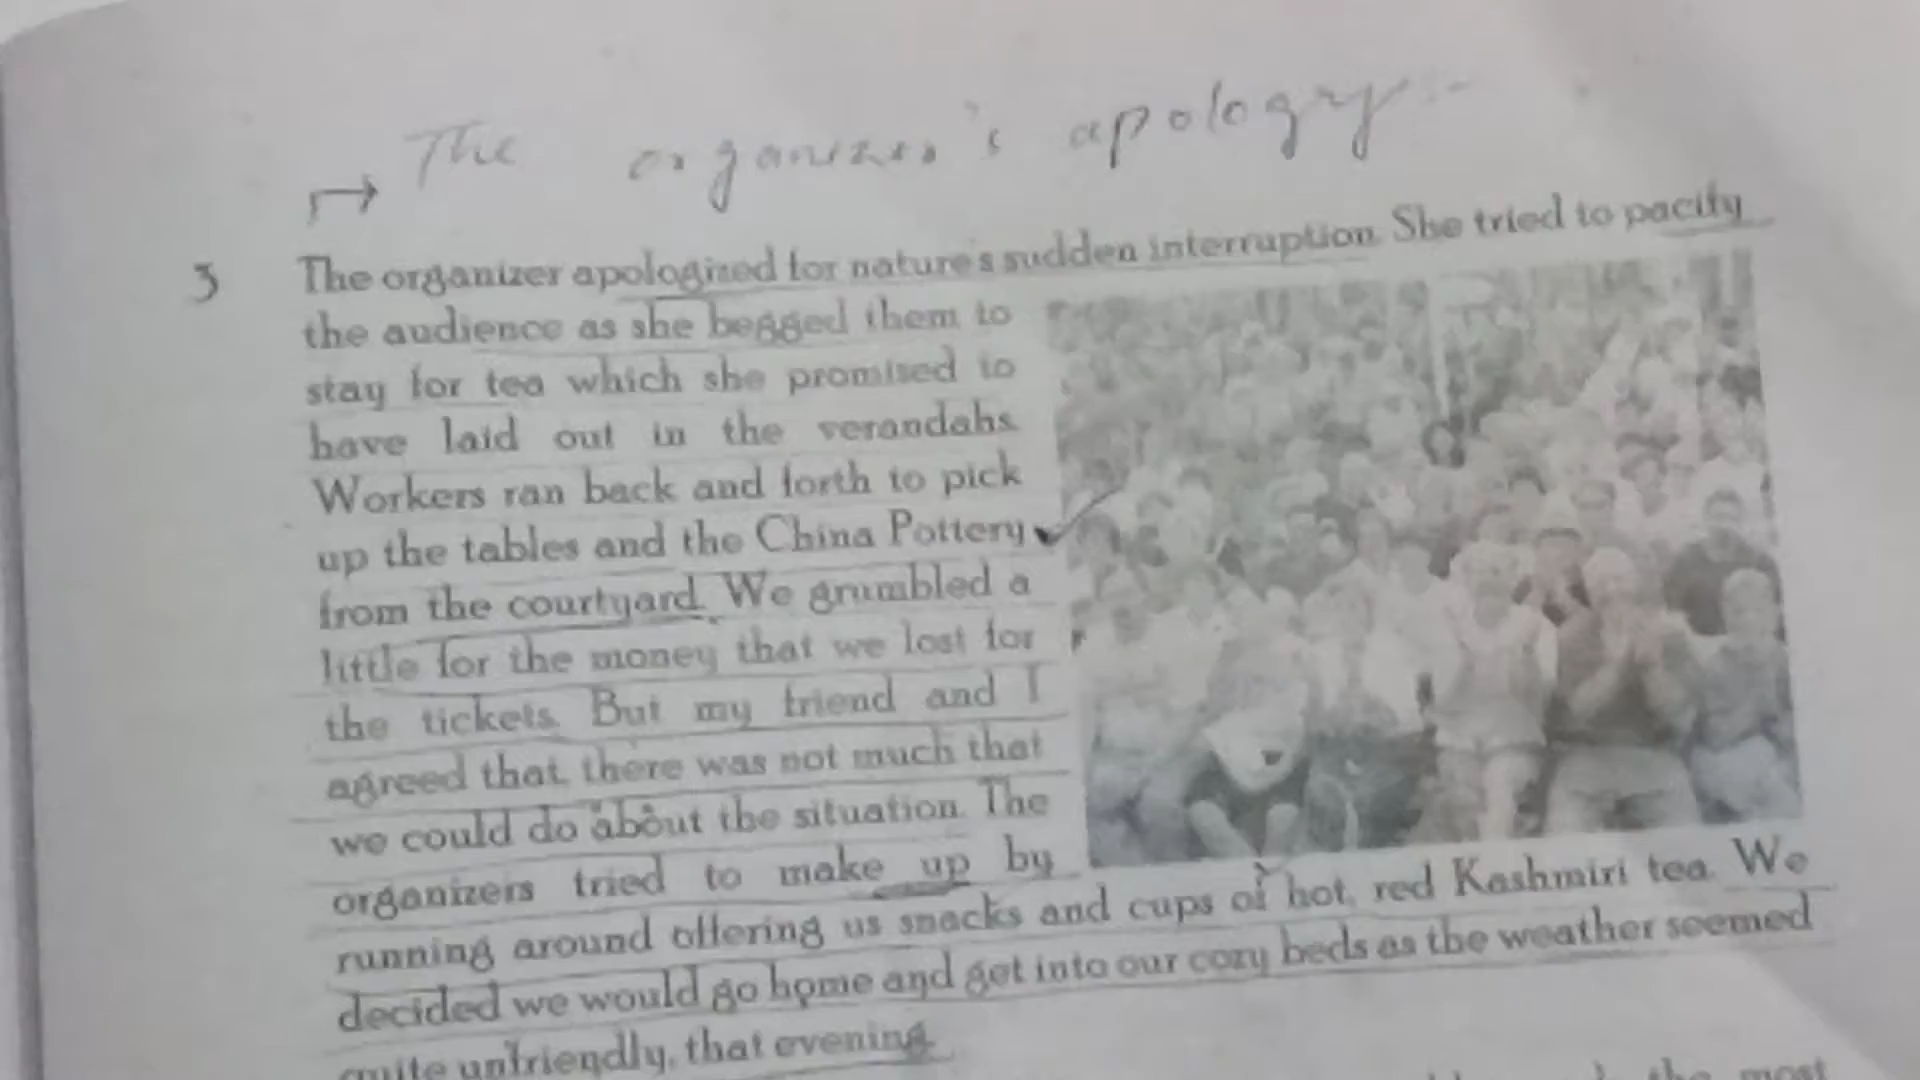 The organizer's apology
3 The organizer apologized for nature's sudden interruption. She tried to pacify
the audience as she begged them to
stay for tea which she promised to
have laid out in the verandahs.
Workers ran back and forth to pick
up the tables and the China Pottery
from the courtyard. We grumbled a
little for the money that we lost for
the tickets. But my friend and I
agreed that there was not much that
we could do about the situation. The
organizers tried to make up by
running around offering us snacks and cups of hot, red Kashmiri tea. We
decided we would go home and get into our cozy beds as the weather seemed
quite unfriendly, that evening.
the most